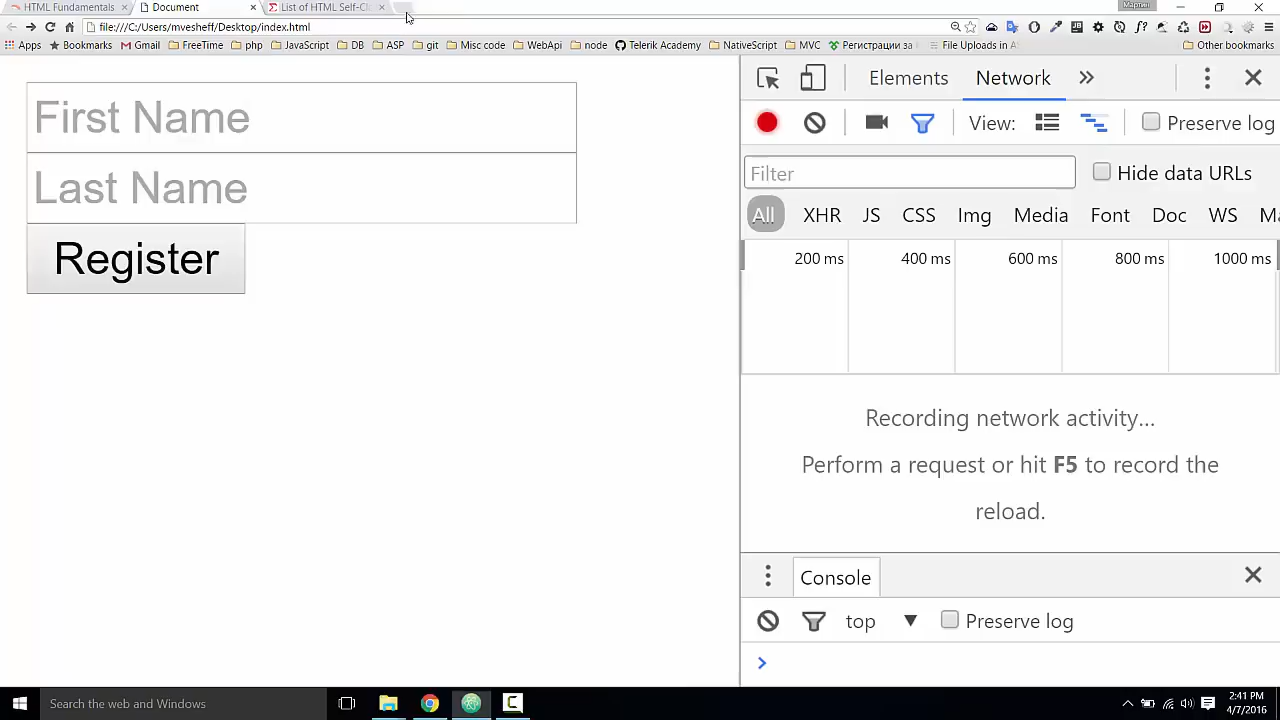 HTML Fundamentals
Document
List of HTML Self-Cl
Мартин
file:///C:/Users/mvesheff/Desktop/index.html
Apps Bookmarks Gmail FreeTime php JavaScript DB ASP git Misc code WebApi node Telerik Academy NativeScript MVC Регистрации за File Uploads in A Other bookmarks
First Name
Last Name
Register
Elements Network
View: Preserve log
Filter Hide data URLs
All XHR JS CSS Img Media Font Doc WS Ma
200 ms 400 ms 600 ms 800 ms 1000 ms
Recording network activity…
Perform a request or hit F5 to record the
reload.
Console
top Preserve log
Search the web and Windows
2:41 PM
4/7/2016